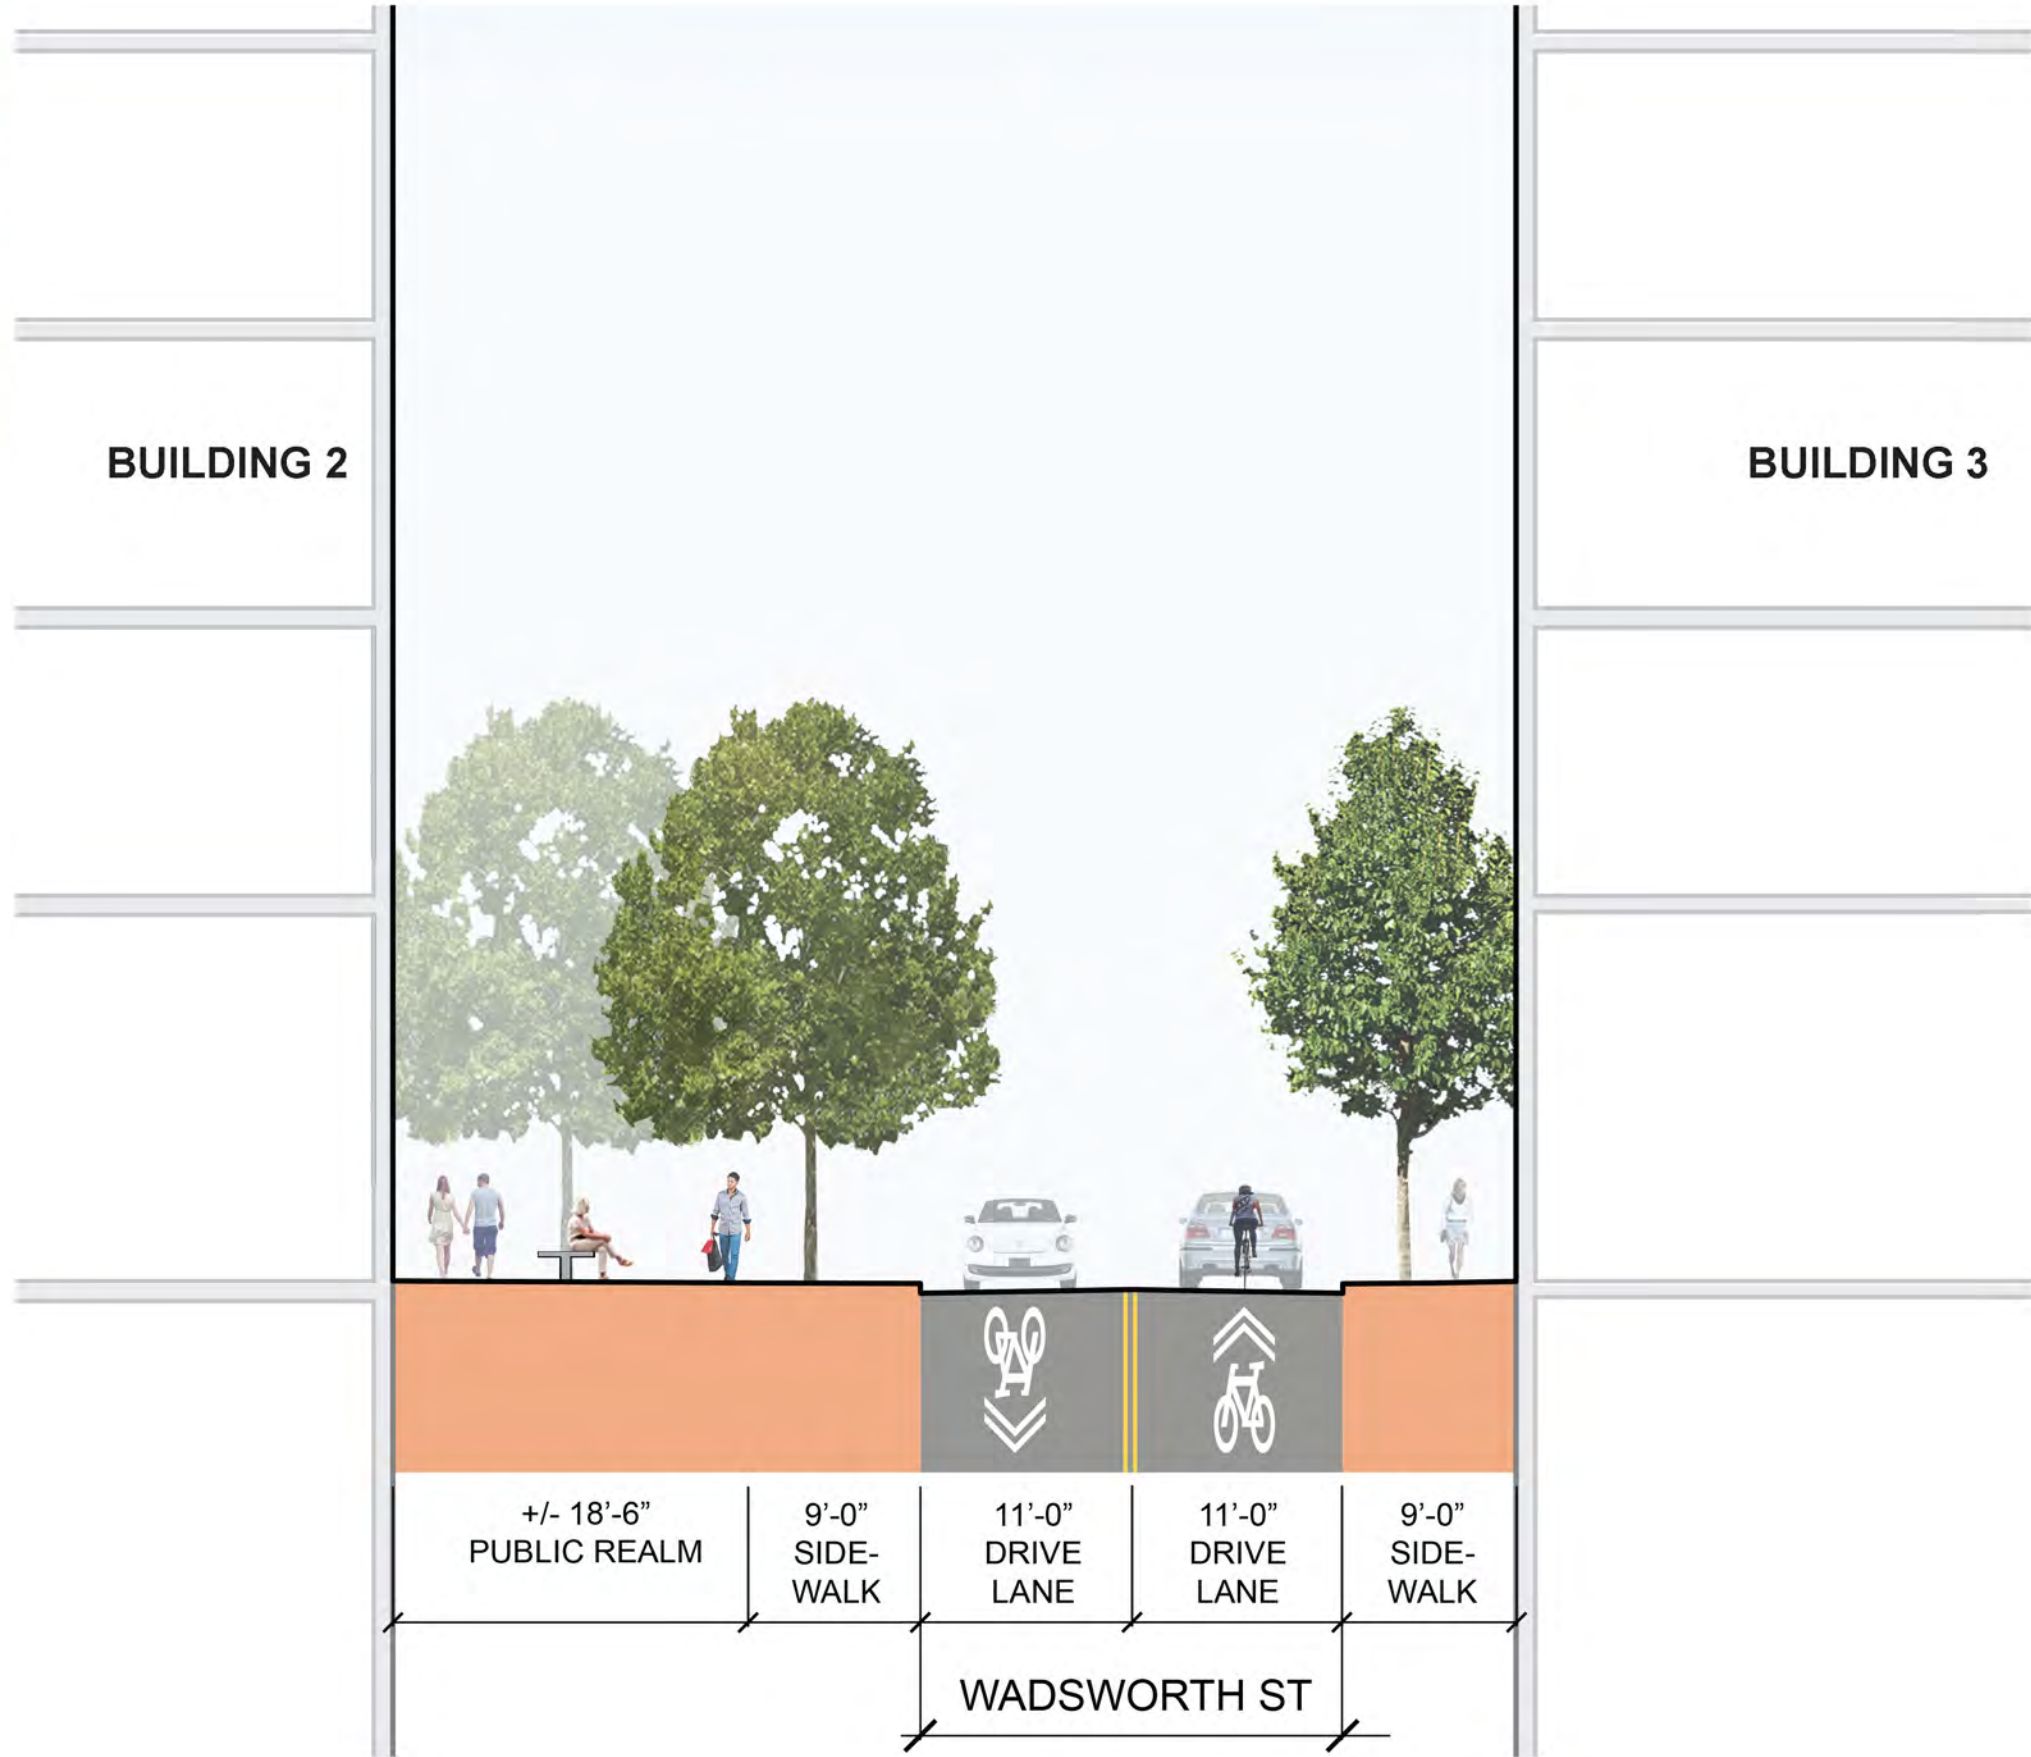 BUILDING 2
BUILDING 3
+/- 18’-6”
PUBLIC REALM
9’-0”
SIDE-
WALK
11’-0”
DRIVE
LANE
11’-0”
DRIVE
LANE
9’-0”
SIDE-
WALK
WADSWORTH ST